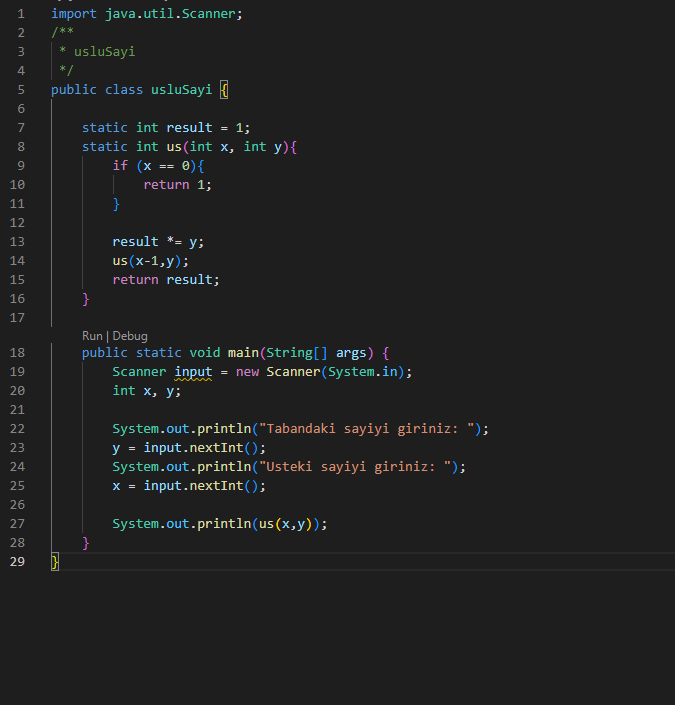 1 import java.util.Scanner;
2 /**
3 * usluSayi
4 */
5 public class usluSayi {
6
7 static int result = 1;
8 static int us(int x, int y){
9 if (x == 0){
10 return 1;
11 }
12
13 result *= y;
14 us(x-1,y);
15 return result;
16 }
17
Run | Debug
18 public static void main(String[] args) {
19 Scanner input = new Scanner(System.in);
20 int x, y;
21
22 System.out.println("Tabandaki sayiyi giriniz: ");
23 y = input.nextInt();
24 System.out.println("Usteki sayiyi giriniz: ");
25 x = input.nextInt();
26
27 System.out.println(us(x,y));
28 }
29 }